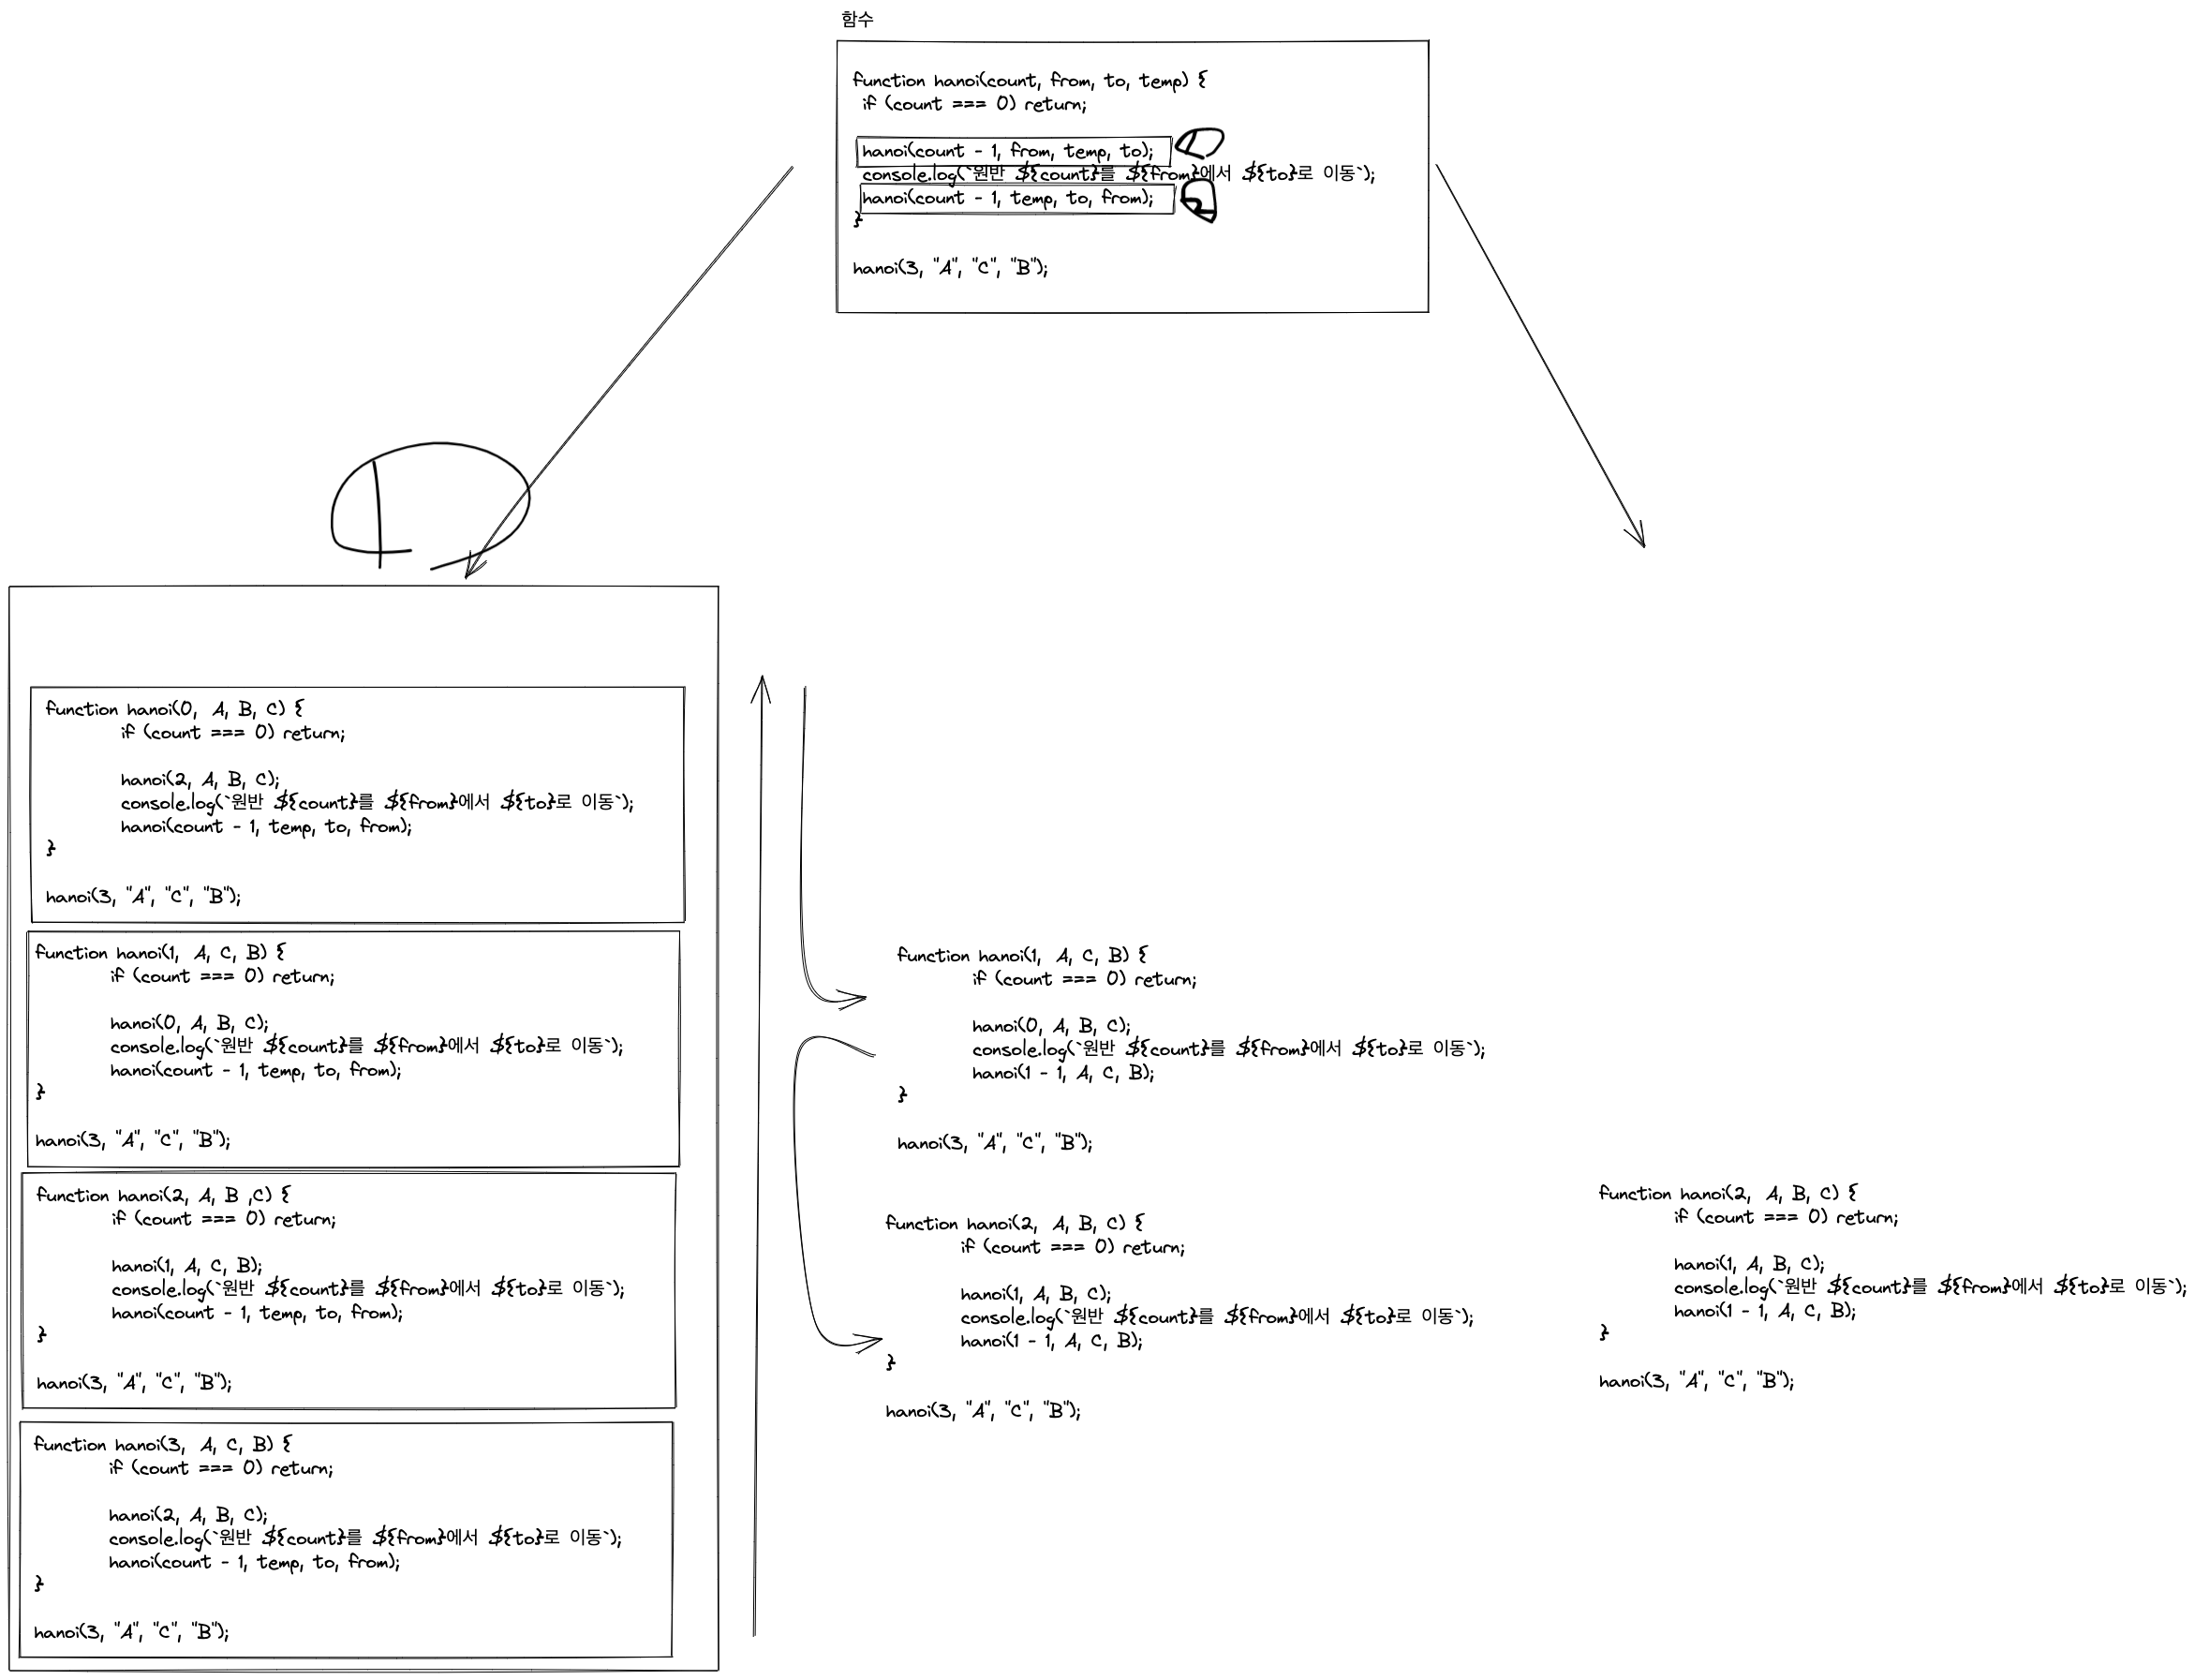 함수
function hanoi(count, from, to, temp) {
if (count === 0) return;
hanoi(count - 1, from, temp, to);
1
console.log(`원반 ${count}를 ${from}에서 ${to}로 이동`);
hanoi(count - 1, temp, to, from);
2
}
hanoi(3, "A", "C", "B");
1
function hanoi(0, A, B, C) {
if (count === 0) return;
hanoi(2, A, B, C);
console.log(`원반 ${count}를 ${from}에서 ${to}로 이동`);
hanoi(count - 1, temp, to, from);
}
hanoi(3, "A", "C", "B");
function hanoi(1, A, C, B) {
if (count === 0) return;
hanoi(0, A, B, C);
console.log(`원반 ${count}를 ${from}에서 ${to}로 이동`);
hanoi(count - 1, temp, to, from);
}
hanoi(3, "A", "C", "B");
function hanoi(2, A, B ,C) {
if (count === 0) return;
hanoi(1, A, C, B);
console.log(`원반 ${count}를 ${from}에서 ${to}로 이동`);
hanoi(count - 1, temp, to, from);
}
hanoi(3, "A", "C", "B");
function hanoi(3, A, C, B) {
if (count === 0) return;
hanoi(2, A, B, C);
console.log(`원반 ${count}를 ${from}에서 ${to}로 이동`);
hanoi(count - 1, temp, to, from);
}
hanoi(3, "A", "C", "B");
function hanoi(1, A, C, B) {
if (count === 0) return;
hanoi(0, A, B, C);
console.log(`원반 ${count}를 ${from}에서 ${to}로 이동`);
hanoi(1 - 1, A, C, B);
}
hanoi(3, "A", "C", "B");
function hanoi(2, A, B, C) {
if (count === 0) return;
hanoi(1, A, B, C);
console.log(`원반 ${count}를 ${from}에서 ${to}로 이동`);
hanoi(1 - 1, A, C, B);
}
hanoi(3, "A", "C", "B");
function hanoi(2, A, B, C) {
if (count === 0) return;
hanoi(1, A, B, C);
console.log(`원반 ${count}를 ${from}에서 ${to}로 이동`);
hanoi(1 - 1, A, C, B);
}
hanoi(3, "A", "C", "B");